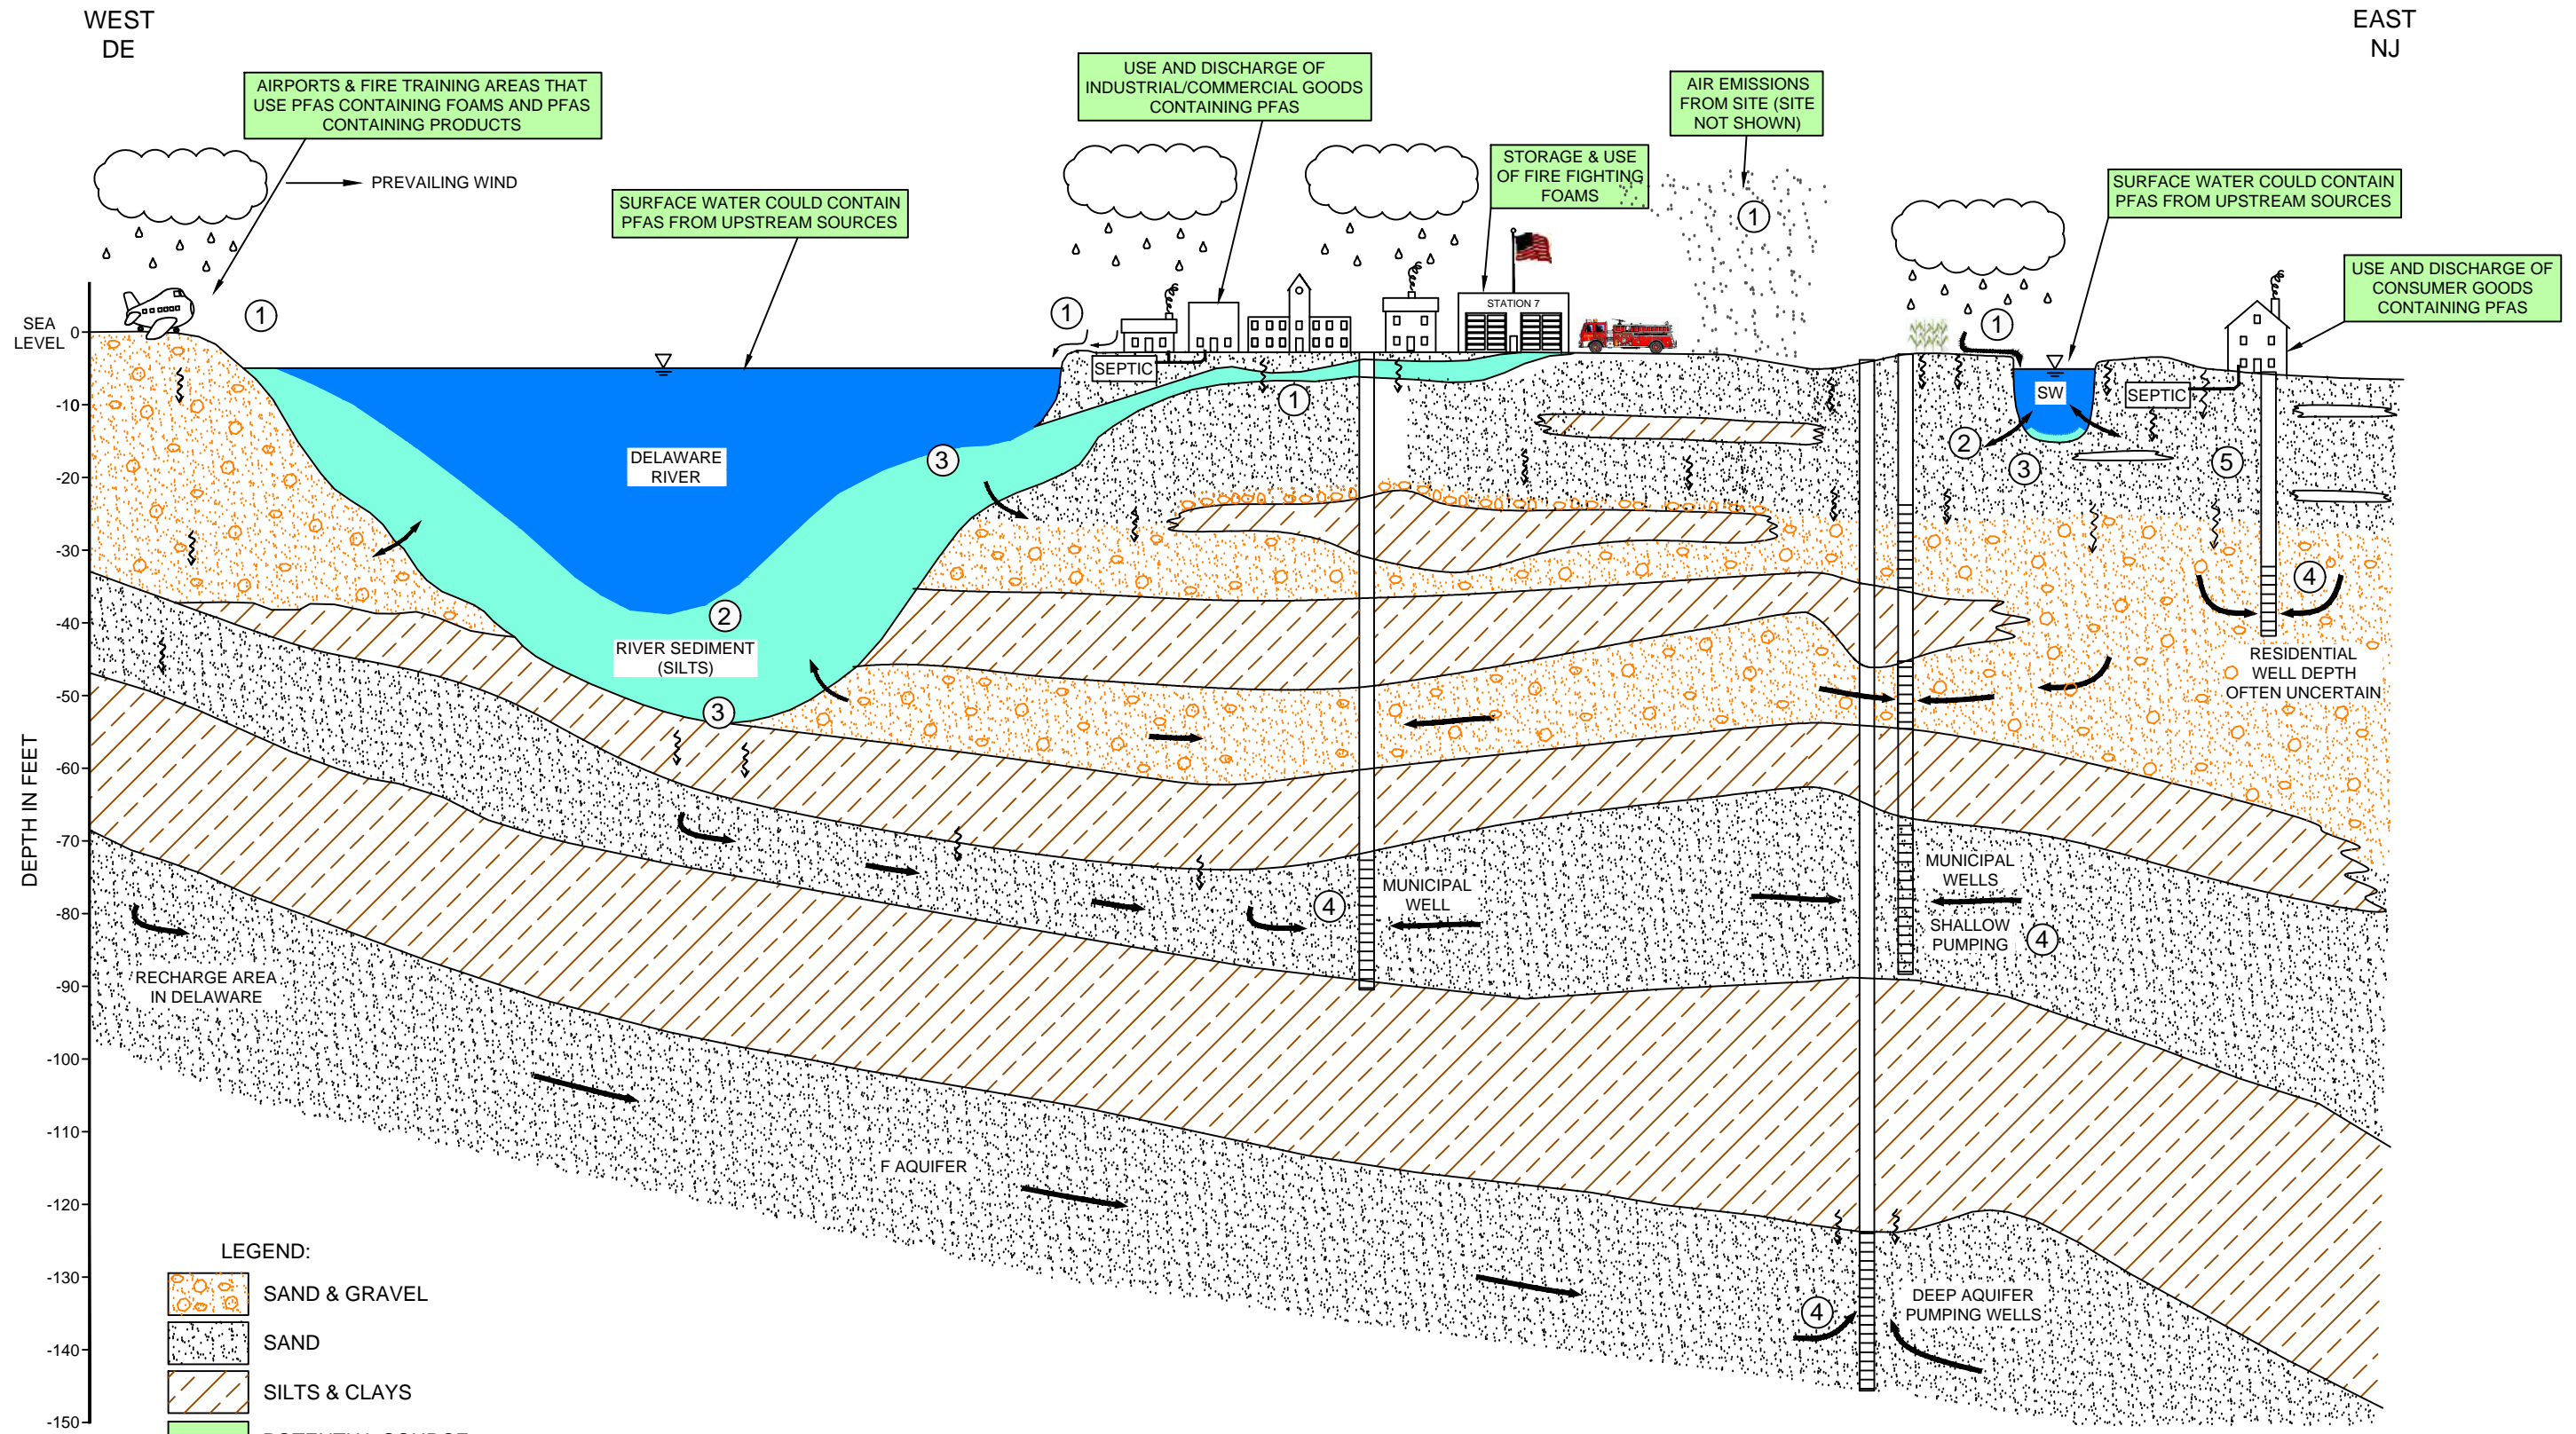 WEST
DE
EAST
NJ
AIRPORTS & FIRE TRAINING AREAS THAT
USE PFAS CONTAINING FOAMS AND PFAS
CONTAINING PRODUCTS
PREVAILING WIND
SURFACE WATER COULD CONTAIN
PFAS FROM UPSTREAM SOURCES
USE AND DISCHARGE OF
INDUSTRIAL/COMMERCIAL GOODS
CONTAINING PFAS
STORAGE & USE
OF FIRE FIGHTING
FOAMS
AIR EMISSIONS
FROM SITE (SITE
NOT SHOWN)
SURFACE WATER COULD CONTAIN
PFAS FROM UPSTREAM SOURCES
USE AND DISCHARGE OF
CONSUMER GOODS
CONTAINING PFAS
1
1
1
1
1
STATION 7
SEA
LEVEL
0
-10
-20
-30
-40
-50
-60
-70
-80
-90
-100
-110
-120
-130
-140
-150
DEPTH IN FEET
SEPTIC
SW
SEPTIC
DELAWARE
RIVER
3
2
3
5
2
RIVER SEDIMENT
(SILTS)
3
4
RESIDENTIAL
WELL DEPTH
OFTEN UNCERTAIN
4
MUNICIPAL
WELL
MUNICIPAL
WELLS
SHALLOW
PUMPING
4
RECHARGE AREA
IN DELAWARE
F AQUIFER
4
DEEP AQUIFER
PUMPING WELLS
LEGEND:
SAND & GRAVEL
SAND
SILTS & CLAYS